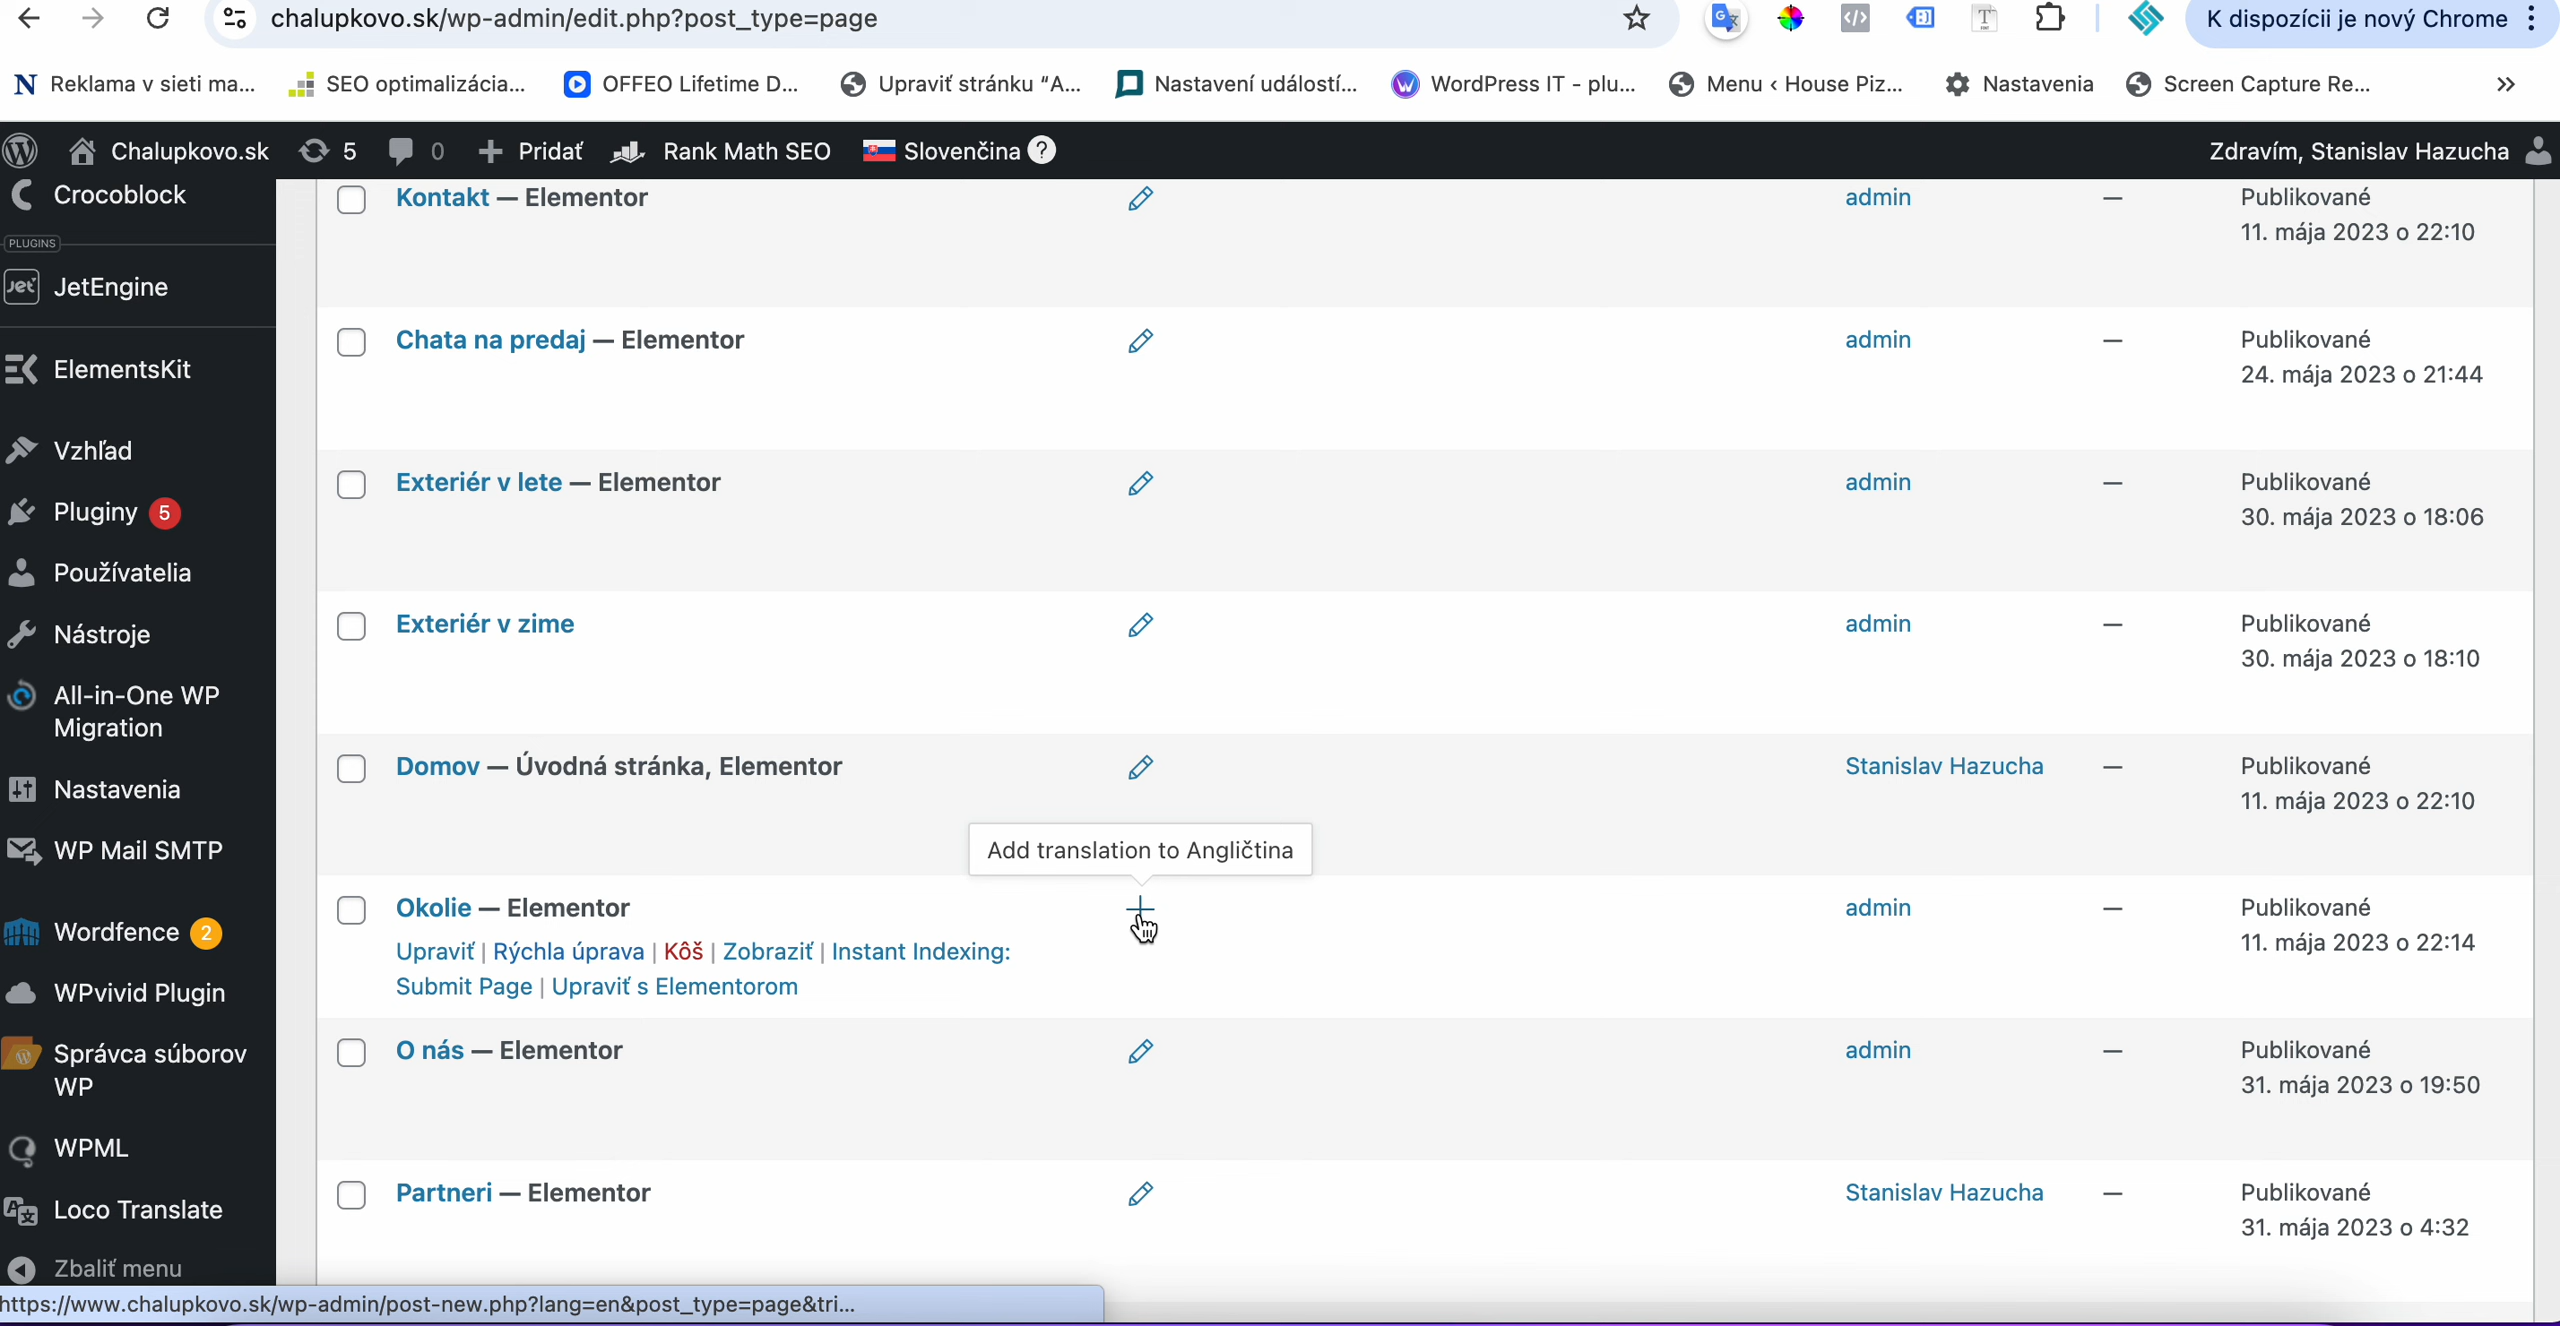 chalupkovo.sk/wp-admin/edit.php?post_type=page
K dispozícii je nový Chrome
Reklama v sieti ma...
SEO optimalizácia...
OFFEO Lifetime D...
Upraviť stránku “A...
Nastavení událostí...
WordPress IT - plu...
Menu ‹ House Piz...
Nastavenia
Screen Capture Re...
»
Chalupkovo.sk
5
0
Pridať
Rank Math SEO
Slovenčina
Zdravím, Stanislav Hazucha
Crocoblock
PLUGINS
JetEngine
ElementsKit
Vzhľad
Pluginy 5
Používatelia
Nástroje
All-in-One WP
Migration
Nastavenia
WP Mail SMTP
Wordfence 2
WPvivid Plugin
Správca súborov
WP
WPML
Loco Translate
Zbaliť menu
Kontakt — Elementor
admin
—
Publikované
11. mája 2023 o 22:10
Chata na predaj — Elementor
admin
—
Publikované
24. mája 2023 o 21:44
Exteriér v lete — Elementor
admin
—
Publikované
30. mája 2023 o 18:06
Exteriér v zime
admin
—
Publikované
30. mája 2023 o 18:10
Domov — Úvodná stránka, Elementor
Stanislav Hazucha
—
Publikované
11. mája 2023 o 22:10
Add translation to Angličtina
Okolie — Elementor
Upraviť | Rýchla úprava | Kôš | Zobraziť | Instant Indexing:
Submit Page | Upraviť s Elementorom
admin
—
Publikované
11. mája 2023 o 22:14
O nás — Elementor
admin
—
Publikované
31. mája 2023 o 19:50
Partneri — Elementor
Stanislav Hazucha
—
Publikované
31. mája 2023 o 4:32
https://www.chalupkovo.sk/wp-admin/post-new.php?lang=en&post_type=page&tri...